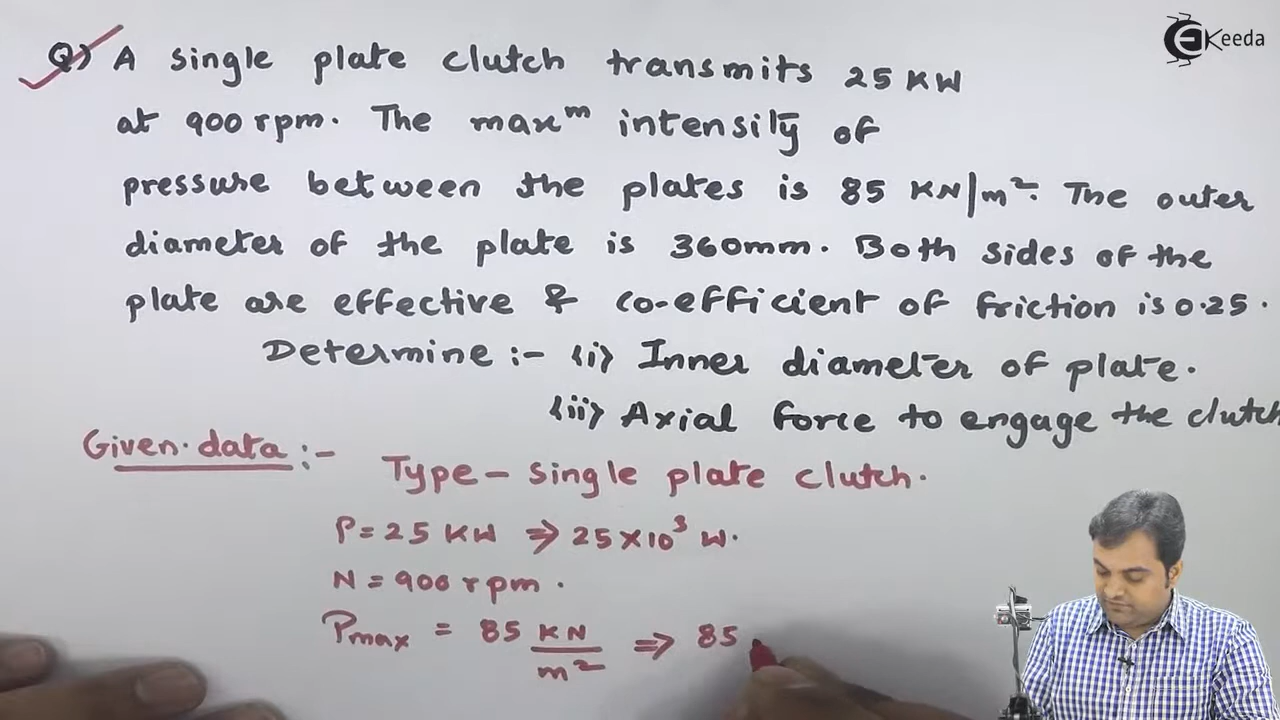 Keeda
Q) A single plate clutch transmits 25 KW
at 900 rpm. The maxᵐ intensity of
pressure between the plates is 85 KN/m². The outer
diameter of the plate is 360mm. Both sides of the
plate are effective & co-efficient of friction is 0.25.
Determine :- (i) Inner diameter of plate.
(ii) Axial force to engage the clutch
Given data :-
Type - single plate clutch.
P = 25 KW ⇒ 25×10³ W.
N = 900 rpm.
Pmax = 85 KN/m² ⇒ 85